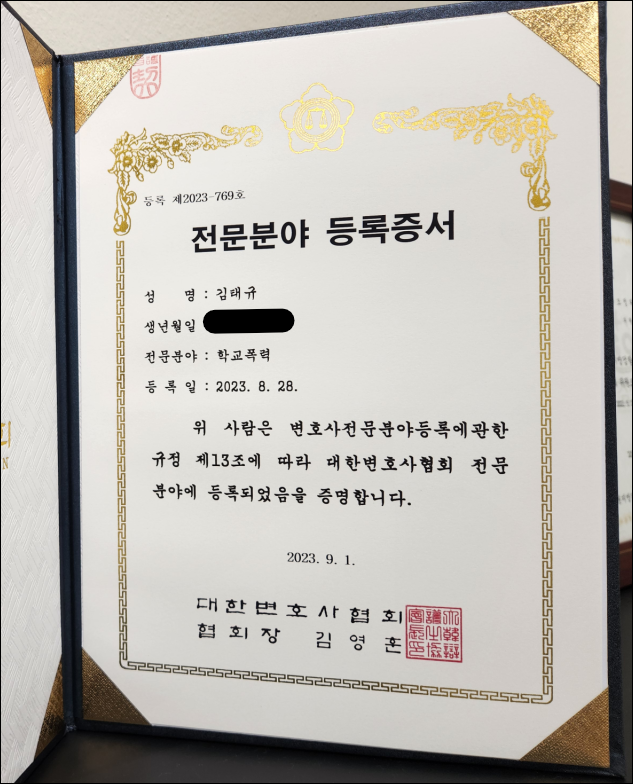 등록 제2023-769호
전문분야 등록증서
성 명 : 김태규
생년월일
전문분야 : 학교폭력
등 록 일 : 2023. 8. 28.
위 사람은 변호사전문분야등록에관한
규정 제13조에 따라 대한변호사협회 전문
분야에 등록되었음을 증명합니다.
2023. 9. 1.
대한변호사협회
협회장 김영훈